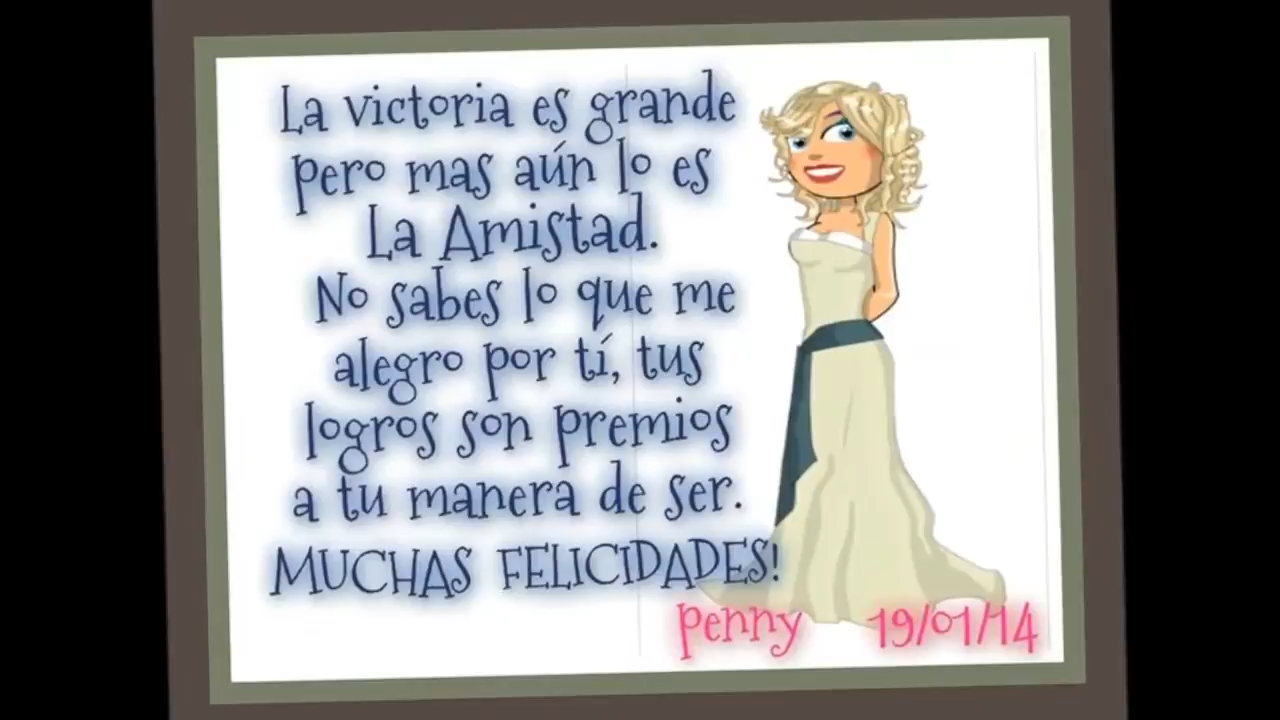 La victoria es grande
pero mas aún lo es
La Amistad.
No sabes lo que me
alegro por tí, tus
logros son premios
a tu manera de ser.
MUCHAS FELICIDADES!
penny 19/01/14